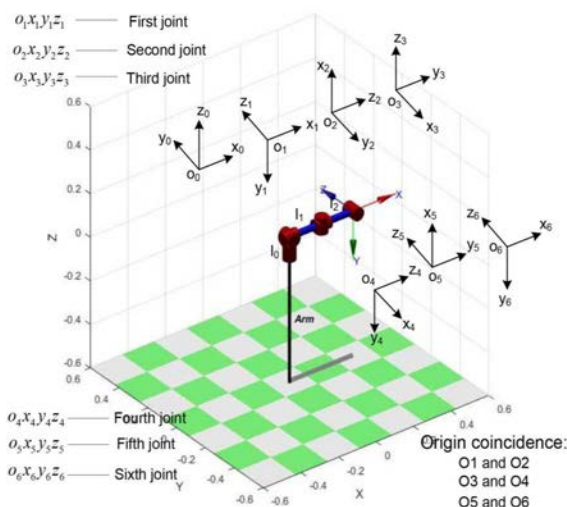 o₁x₁y₁z₁ First joint
o₂x₂y₂z₂ Second joint
o₃x₃y₃z₃ Third joint
z₃
y₃
x₃
o₃
x₂
z₂
y₂
o₂
z₁
x₁
y₁
o₁
z₀
y₀
x₀
o₀
0.6
0.4
0.2
0
-0.2
-0.4
-0.6
Z
l₂
l₁
l₀
Z
X
Y
Arm
x₅
z₅
y₅
o₅
z₆
x₆
o₆
y₆
o₄
z₄
y₄
x₄
0.6
0.4
0.2
0
-0.2
-0.4
-0.6
Y
-0.6
-0.4
-0.2
0
0.2
0.4
0.6
X
o₄x₄y₄z₄ Fourth joint
o₅x₅y₅z₅ Fifth joint
o₆x₆y₆z₆ Sixth joint
Origin coincidence:
O1 and O2
O3 and O4
O5 and O6